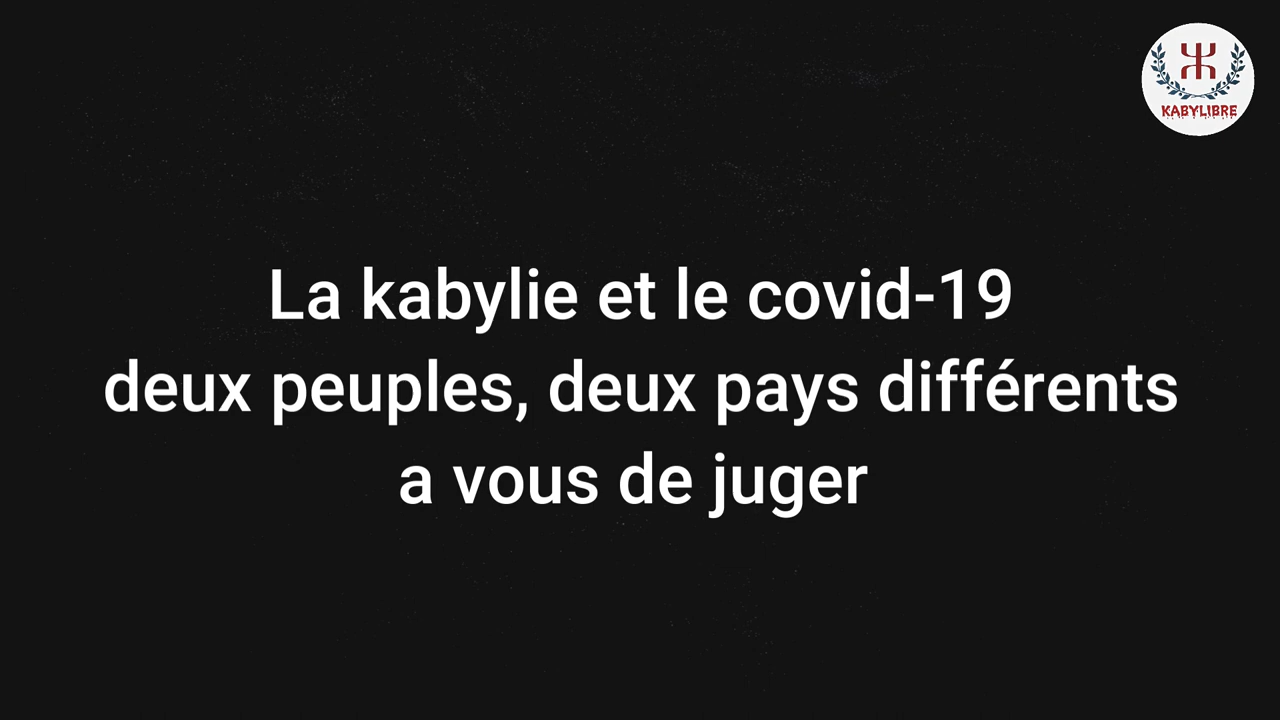 ⵣ
KABYLIBRE
La kabylie et le covid-19
deux peuples, deux pays différents
a vous de juger